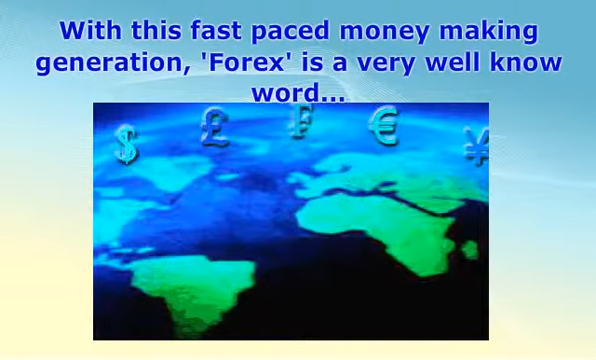 With this fast paced money making
generation, 'Forex' is a very well know
word...
$ £ ₣ € ¥